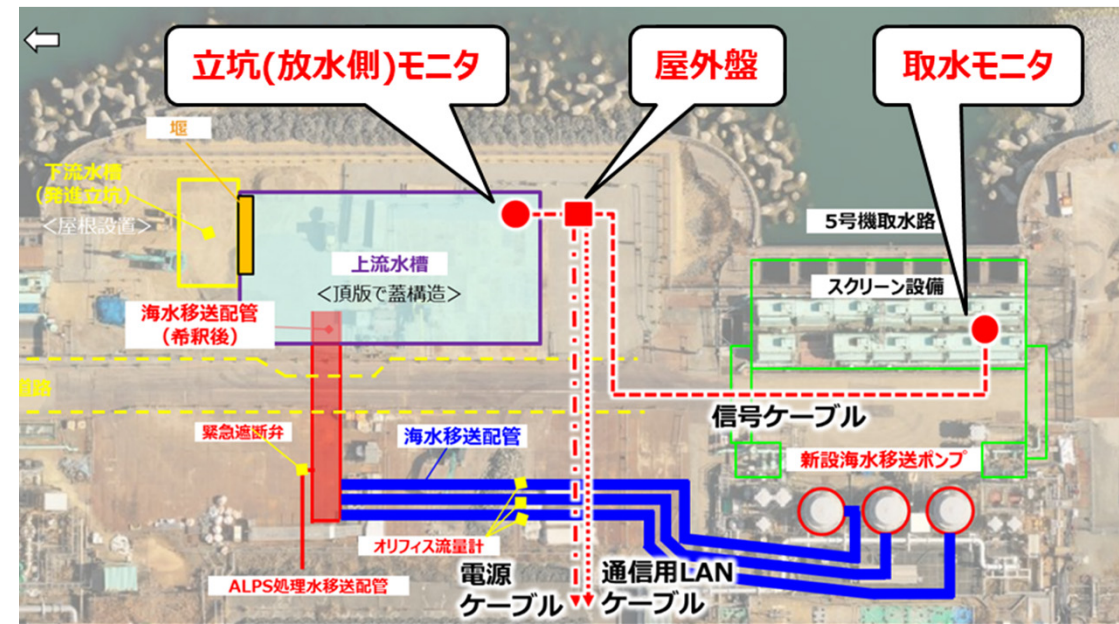 立坑(放水側)モニタ
屋外盤
取水モニタ
堰
下流水槽
(発進立坑)
<屋根設置>
5号機取水路
上流水槽
<頂版で蓋構造>
スクリーン設備
海水移送配管
(希釈後)
道路
信号ケーブル
緊急遮断弁
海水移送配管
新設海水移送ポンプ
オリフィス流量計
ALPS処理水移送配管
電源
ケーブル
通信用LAN
ケーブル